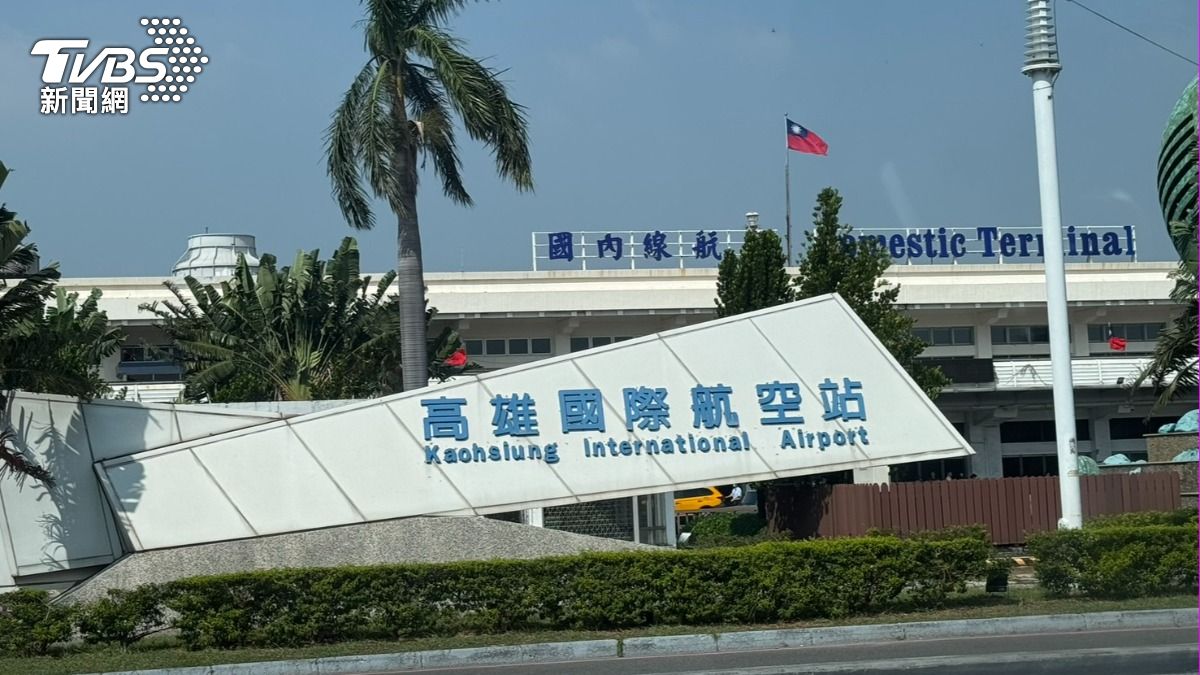 TVBS
新聞網
國內線航
omestic Terminal
高雄國際航空站
Kaohsiung International Airport